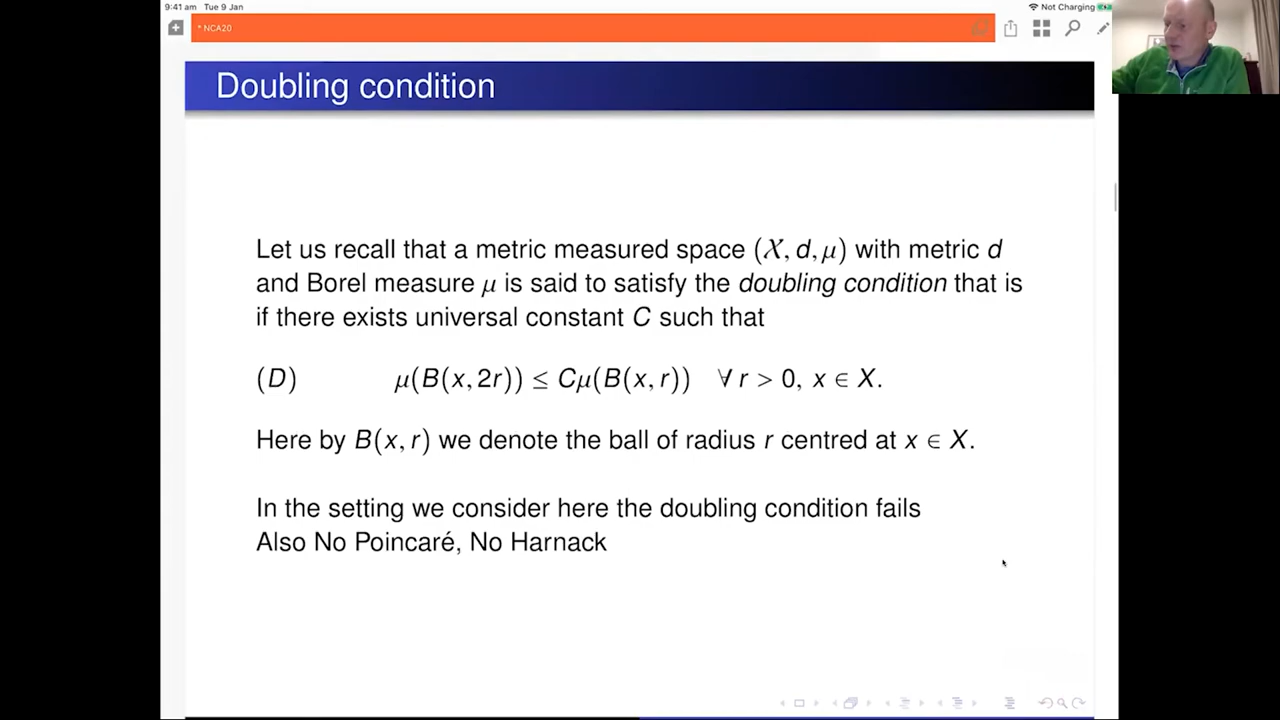 9:41 am Tue 9 Jan
Not Charging
* NCA20
Doubling condition
Let us recall that a metric measured space (X, d, μ) with metric d
and Borel measure μ is said to satisfy the doubling condition that is
if there exists universal constant C such that
(D) μ(B(x, 2r)) ≤ Cμ(B(x, r)) ∀ r > 0, x ∈ X.
Here by B(x, r) we denote the ball of radius r centred at x ∈ X.
In the setting we consider here the doubling condition fails
Also No Poincaré, No Harnack